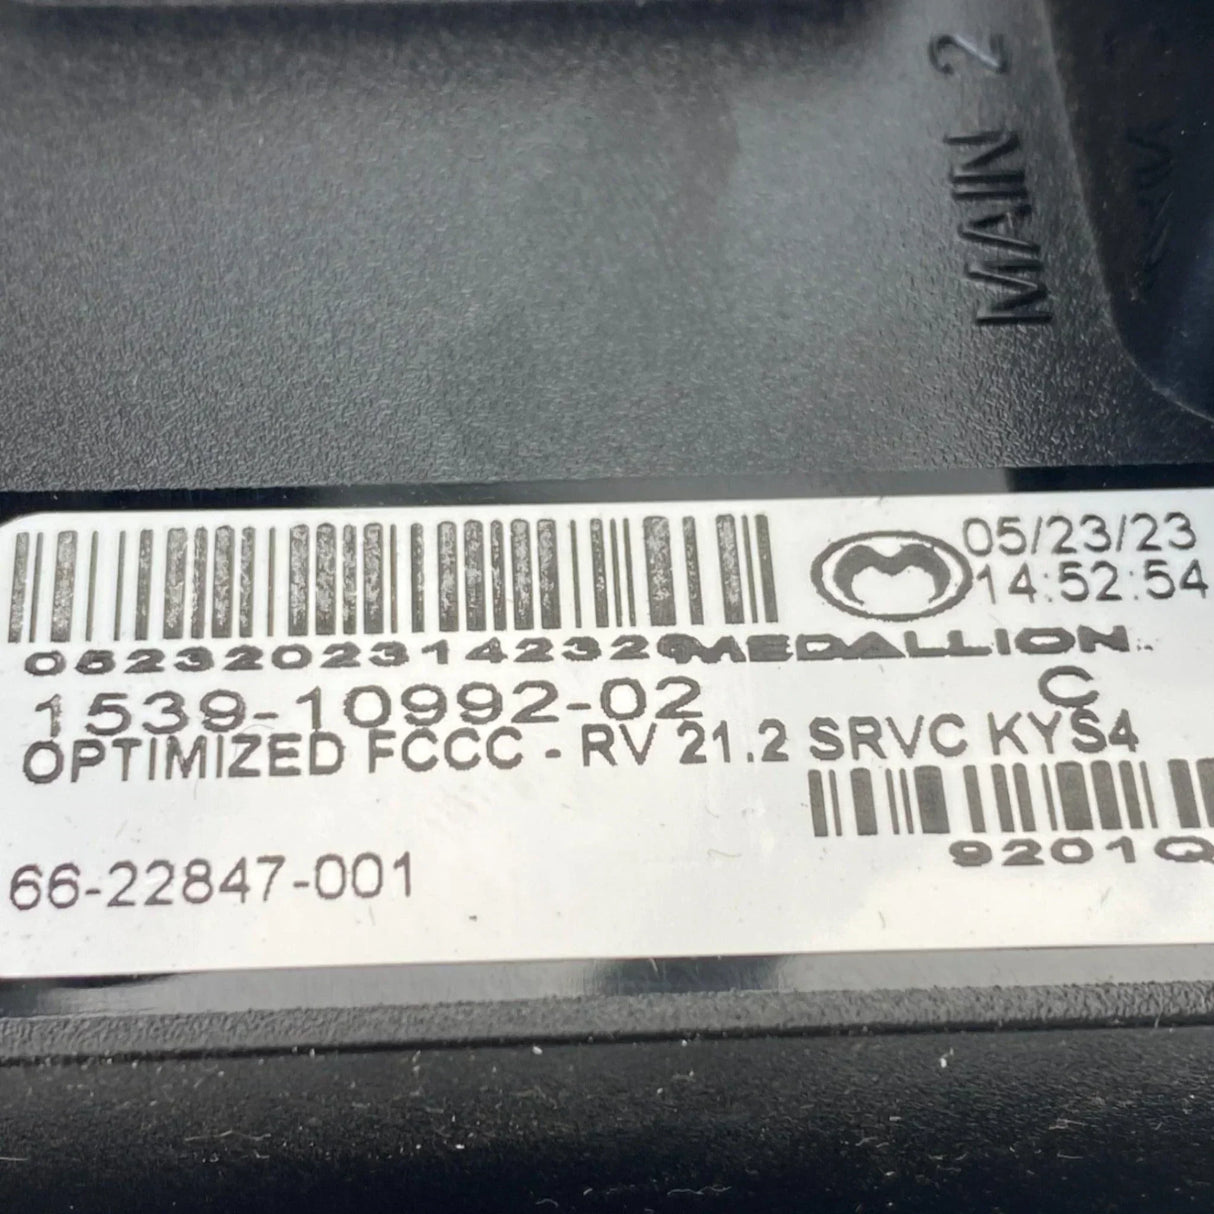 MAIN 2
05/23/23
14:52:54
MEDALLION
1539-10992-02
C
OPTIMIZED FCCC - RV 21.2 SRVC KYS4
9201Q
66-22847-001